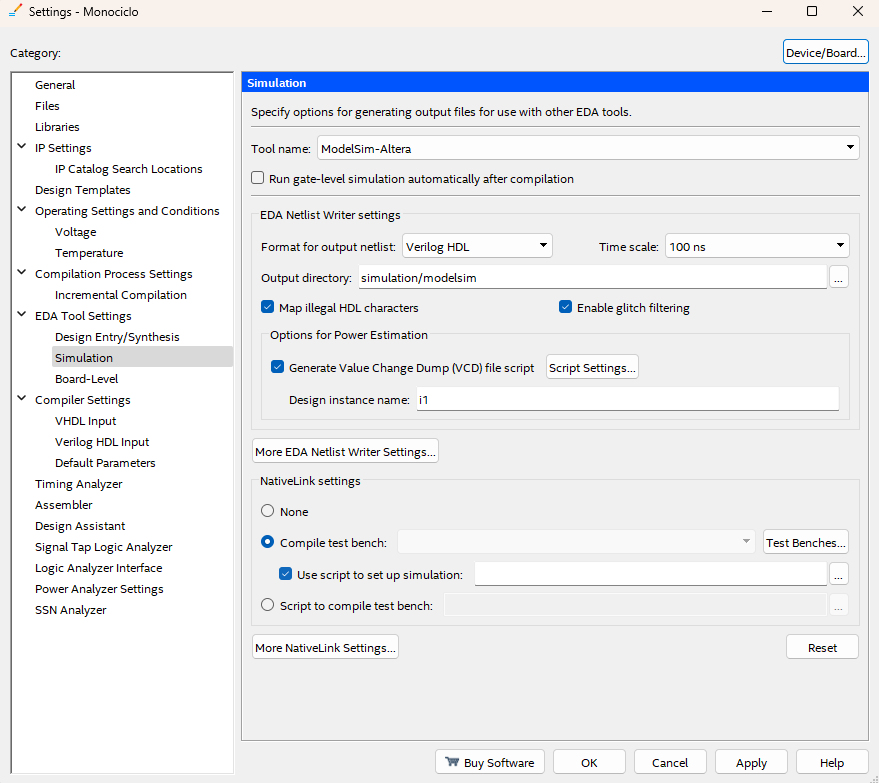 Settings - Monociclo
Category:
Device/Board...
General
Files
Libraries
IP Settings
IP Catalog Search Locations
Design Templates
Operating Settings and Conditions
Voltage
Temperature
Compilation Process Settings
Incremental Compilation
EDA Tool Settings
Design Entry/Synthesis
Simulation
Board-Level
Compiler Settings
VHDL Input
Verilog HDL Input
Default Parameters
Timing Analyzer
Assembler
Design Assistant
Signal Tap Logic Analyzer
Logic Analyzer Interface
Power Analyzer Settings
SSN Analyzer
Simulation
Specify options for generating output files for use with other EDA tools.
Tool name: ModelSim-Altera
Run gate-level simulation automatically after compilation
EDA Netlist Writer settings
Format for output netlist: Verilog HDL Time scale: 100 ns
Output directory: simulation/modelsim ...
Map illegal HDL characters Enable glitch filtering
Options for Power Estimation
Generate Value Change Dump (VCD) file script Script Settings...
Design instance name: i1
More EDA Netlist Writer Settings...
NativeLink settings
None
Compile test bench: Test Benches...
Use script to set up simulation: ...
Script to compile test bench: ...
More NativeLink Settings... Reset
Buy Software OK Cancel Apply Help